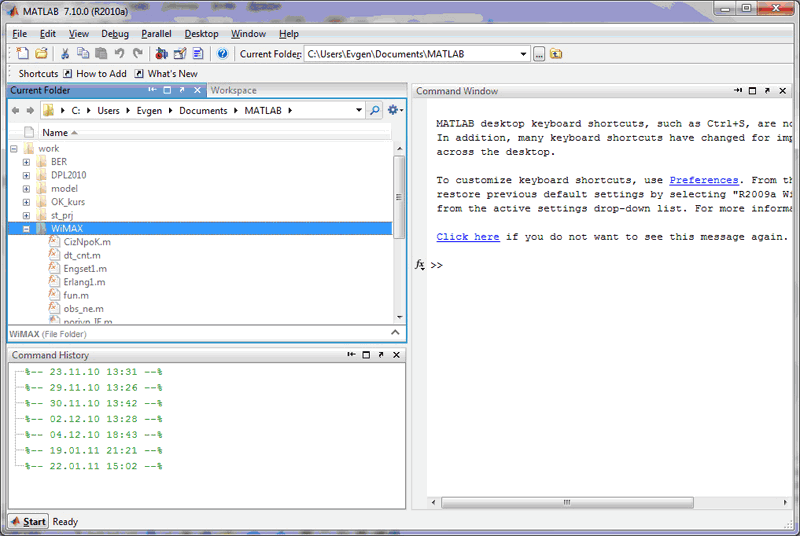 MATLAB 7.10.0 (R2010a)
File Edit View Debug Parallel Desktop Window Help
Current Folder: C:\Users\Evgen\Documents\MATLAB
Shortcuts How to Add What's New
Current Folder
Workspace
C: Users Evgen Documents MATLAB
Name
work
BER
DPL2010
model
OK_kurs
st_prj
WiMAX
CizNpoK.m
dt_cnt.m
Engset1.m
Erlang1.m
fun.m
obs_ne.m
WiMAX (File Folder)
Command History
%-- 23.11.10 13:31 --%
%-- 29.11.10 13:26 --%
%-- 30.11.10 13:42 --%
%-- 02.12.10 13:28 --%
%-- 04.12.10 18:43 --%
%-- 19.01.11 21:21 --%
%-- 22.01.11 15:02 --%
Command Window
MATLAB desktop keyboard shortcuts, such as Ctrl+S, are no
In addition, many keyboard shortcuts have changed for imp
across the desktop.
To customize keyboard shortcuts, use Preferences. From th
restore previous default settings by selecting "R2009a Wi
from the active settings drop-down list. For more informa
Click here if you do not want to see this message again.
fx >>
Start Ready